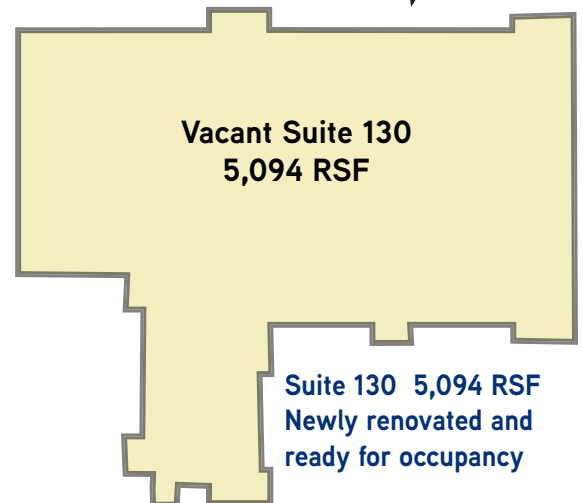 Vacant Suite 130
5,094 RSF
Suite 130 5,094 RSF
Newly renovated and
ready for occupancy